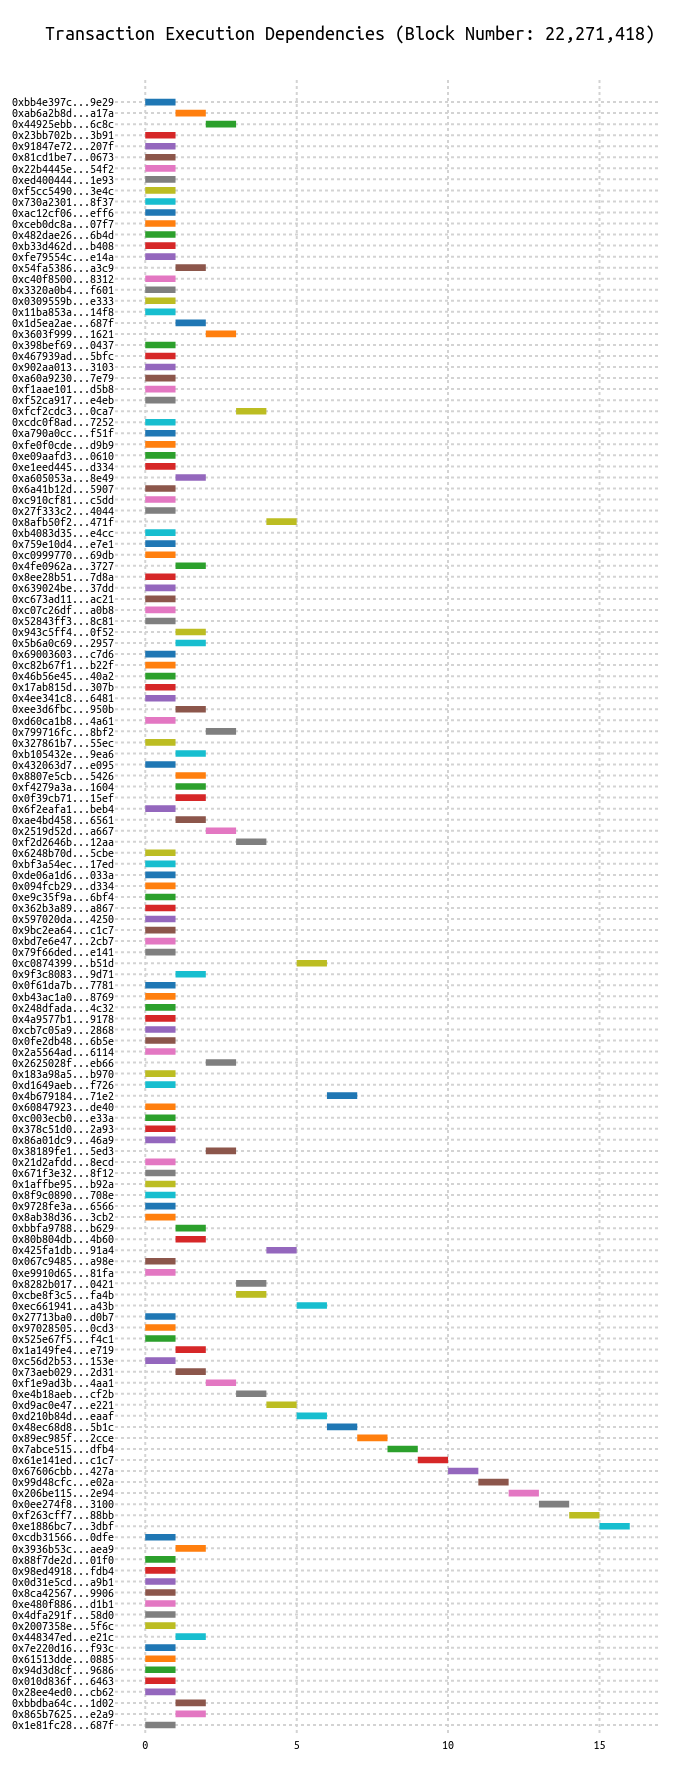 Transaction Execution Dependencies (Block Number: 22,271,418)
0xbb4e397c...9e29
0xab6a2b8d...a17a
0x44925ebb...6c8c
0x23bb702b...3b91
0x91847e72...207f
0x81cd1be7...0673
0x22b4445e...54f2
0xed400444...1e93
0xf5cc5490...3e4c
0x730a2301...8f37
0xac12cf06...eff6
0xceb0dc8a...07f7
0x482dae26...6b4d
0xb33d462d...b408
0xfe79554c...e14a
0x54fa5386...a3c9
0xc40f8500...8312
0x3320a0b4...f601
0x0309559b...e333
0x11ba853a...14f8
0x1d5ea2ae...687f
0x3603f999...1621
0x398bef69...0437
0x467939ad...5bfc
0x902aa013...3103
0xa60a9230...7e79
0xf1aae101...d5b8
0xf52ca917...e4eb
0xfcf2cdc3...0ca7
0xcdc0f8ad...7252
0xa790a0cc...f51f
0xfe0f0cde...d9b9
0xe09aafd3...0610
0xe1eed445...d334
0xa605053a...8e49
0x6a41b12d...5907
0xc910cf81...c5dd
0x27f333c2...4044
0x8afb50f2...471f
0xb4083d35...e4cc
0x759e10d4...e7e1
0xc0999770...69db
0x4fe0962a...3727
0x8ee28b51...7d8a
0x639024be...37dd
0xc673ad11...ac21
0xc07c26df...a0b8
0x52843ff3...8c81
0x943c5ff4...0f52
0x5b6a0c69...2957
0x69003603...c7d6
0xc82b67f1...b22f
0x46b56e45...40a2
0x17ab815d...307b
0x4ee341c8...6481
0xee3d6fbc...950b
0xd60ca1b8...4a61
0x799716fc...8bf2
0x327861b7...55ec
0xb105432e...9ea6
0x432063d7...e095
0x8807e5cb...5426
0xf4279a3a...1604
0x0f39cb71...15ef
0x6f2eafa1...beb4
0xae4bd458...6561
0x2519d52d...a667
0xf2d2646b...12aa
0x6248b70d...5cbe
0xbf3a54ec...17ed
0xde06a1d6...033a
0x094fcb29...d334
0xe9c35f9a...6bf4
0x362b3a89...a867
0x597020da...4250
0x9bc2ea64...c1c7
0xbd7e6e47...2cb7
0x79f66ded...e141
0xc0874399...b51d
0x9f3c8083...9d71
0x0f61da7b...7781
0xb43ac1a0...8769
0x248dfada...4c32
0x4a9577b1...9178
0xcb7c05a9...2868
0x0fe2db48...6b5e
0x2a5564ad...6114
0x2625028f...eb66
0x183a98a5...b970
0xd1649aeb...f726
0x4b679184...71e2
0x60847923...de40
0xc003ecb0...e33a
0x378c51d0...2a93
0x86a01dc9...46a9
0x38189fe1...5ed3
0x21d2afdd...8ecd
0x671f3e32...8f12
0x1affbe95...b92a
0x8f9c0890...708e
0x9728fe3a...6566
0x8ab38d36...3cb2
0xbbfa9788...b629
0x80b804db...4b60
0x425fa1db...91a4
0x067c9485...a98e
0xe9910d65...81fa
0x8282b017...0421
0xcbe8f3c5...fa4b
0xec661941...a43b
0x27713ba0...d0b7
0x97028505...0cd3
0x525e67f5...f4c1
0x1a149fe4...e719
0xc56d2b53...153e
0x73aeb029...2d31
0xf1e9ad3b...4aa1
0xe4b18aeb...cf2b
0xd9ac0e47...e221
0xd210b84d...eaaf
0x48ec68d8...5b1c
0x89ec985f...2cce
0x7abce515...dfb4
0x61e141ed...c1c7
0x67606cbb...427a
0x99d48cfc...e02a
0x206be115...2e94
0x0ee274f8...3100
0xf263cff7...88bb
0xe1886bc7...3dbf
0xcdb31566...0dfe
0x3936b53c...aea9
0x88f7de2d...01f0
0x98ed4918...fdb4
0x0d31e5cd...a9b1
0x8ca42567...9906
0xe480f886...d1b1
0x4dfa291f...58d0
0x2007358e...5f6c
0x448347ed...e21c
0x7e220d16...f93c
0x61513dde...0885
0x94d3d8cf...9686
0x010d836f...6463
0x28ee4ed0...cb62
0xbbdba64c...1d02
0x865b7625...e2a9
0x1e81fc28...687f
0 5 10 15